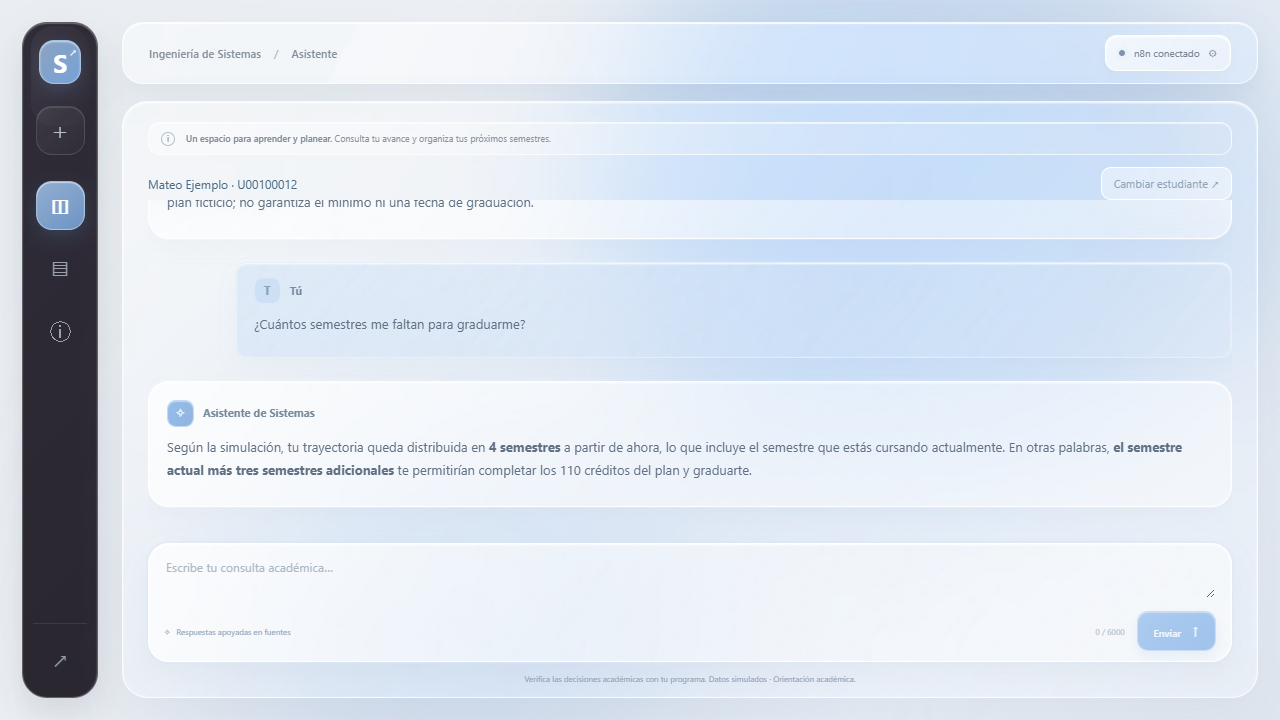 S
Ingeniería de Sistemas / Asistente
n8n conectado
Un espacio para aprender y planear. Consulta tu avance y organiza tus próximos semestres.
Mateo Ejemplo · U00100012
Cambiar estudiante ↗
plan ficticio; no garantiza el mínimo ni una fecha de graduación.
T Tú
¿Cuántos semestres me faltan para graduarme?
Asistente de Sistemas
Según la simulación, tu trayectoria queda distribuida en 4 semestres a partir de ahora, lo que incluye el semestre que estás cursando actualmente. En otras palabras, el semestre
actual más tres semestres adicionales te permitirían completar los 110 créditos del plan y graduarte.
Escribe tu consulta académica...
Respuestas apoyadas en fuentes
0 / 6000
Enviar ↑
Verifica las decisiones académicas con tu programa. Datos simulados · Orientación académica.